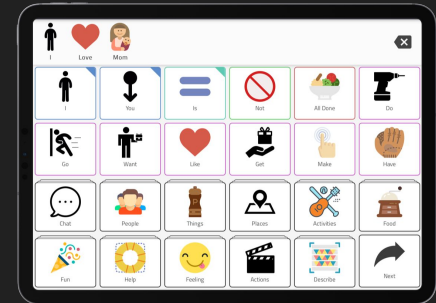 I Love Mom
I You Is Not All Done Do
Go Want Like Get Make Have
Chat People Things Places Activities Food
Fun Help Feeling Actions Describe Next